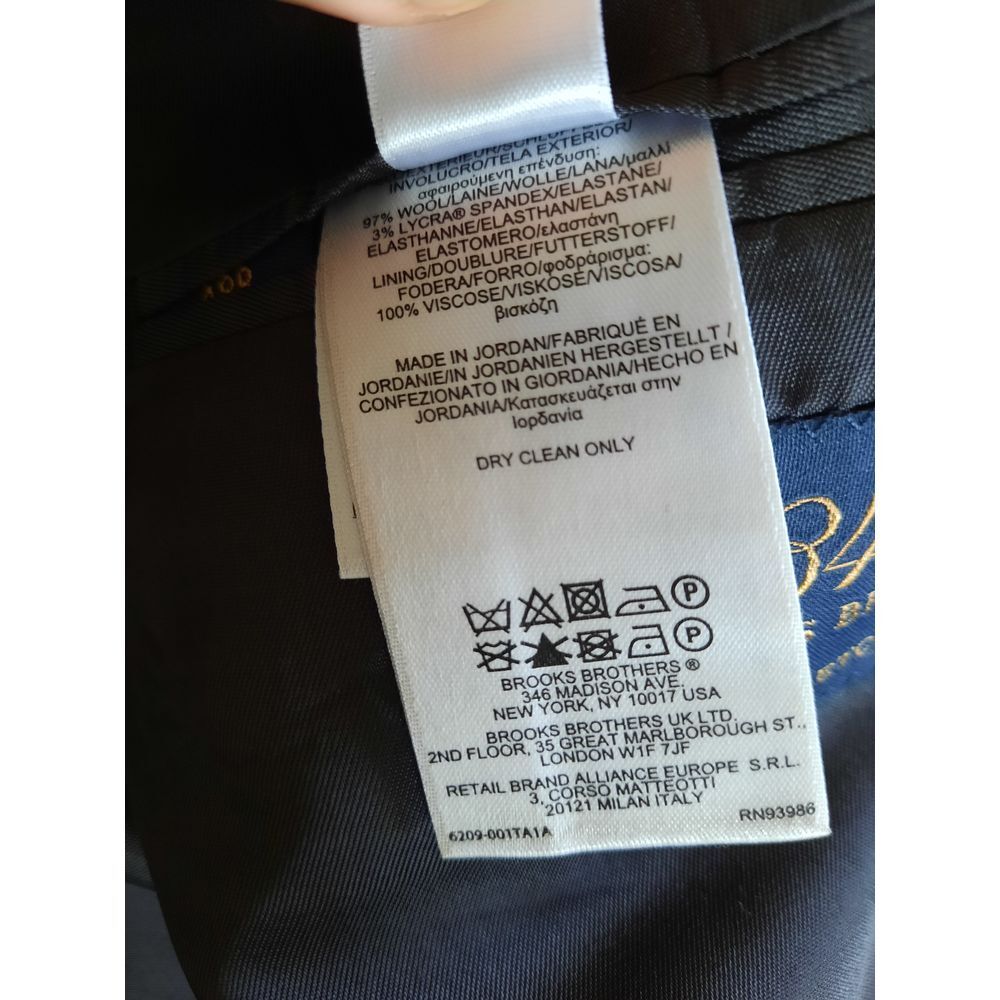 EXTERIEUR/
INVOLUCRO/TELA EXTERIOR/
αφαιρούμενη επένδυση:
97% WOOL/LAINE/WOLLE/LANA/μαλλί
3% LYCRA® SPANDEX/ELASTANE/
ELASTHANNE/ELASTHAN/ELASTAN/
ELASTOMERO/ελαστάνη
LINING/DOUBLURE/FUTTERSTOFF/
FODERA/FORRO/φοδράρισμα:
100% VISCOSE/VISKOSE/VISCOSA/
βισκόζη
MADE IN JORDAN/FABRIQUÉ EN
JORDANIE/IN JORDANIEN HERGESTELLT /
CONFEZIONATO IN GIORDANIA/HECHO EN
JORDANIA/Κατασκευάζεται στην
Ιορδανία
DRY CLEAN ONLY
P
P
BROOKS BROTHERS ®
346 MADISON AVE.
NEW YORK, NY 10017 USA
BROOKS BROTHERS UK LTD.
2ND FLOOR, 35 GREAT MARLBOROUGH ST.,
LONDON W1F 7JF
RETAIL BRAND ALLIANCE EUROPE S.R.L.
3, CORSO MATTEOTTI
20121 MILAN ITALY
6209-001TA1A
RN93986